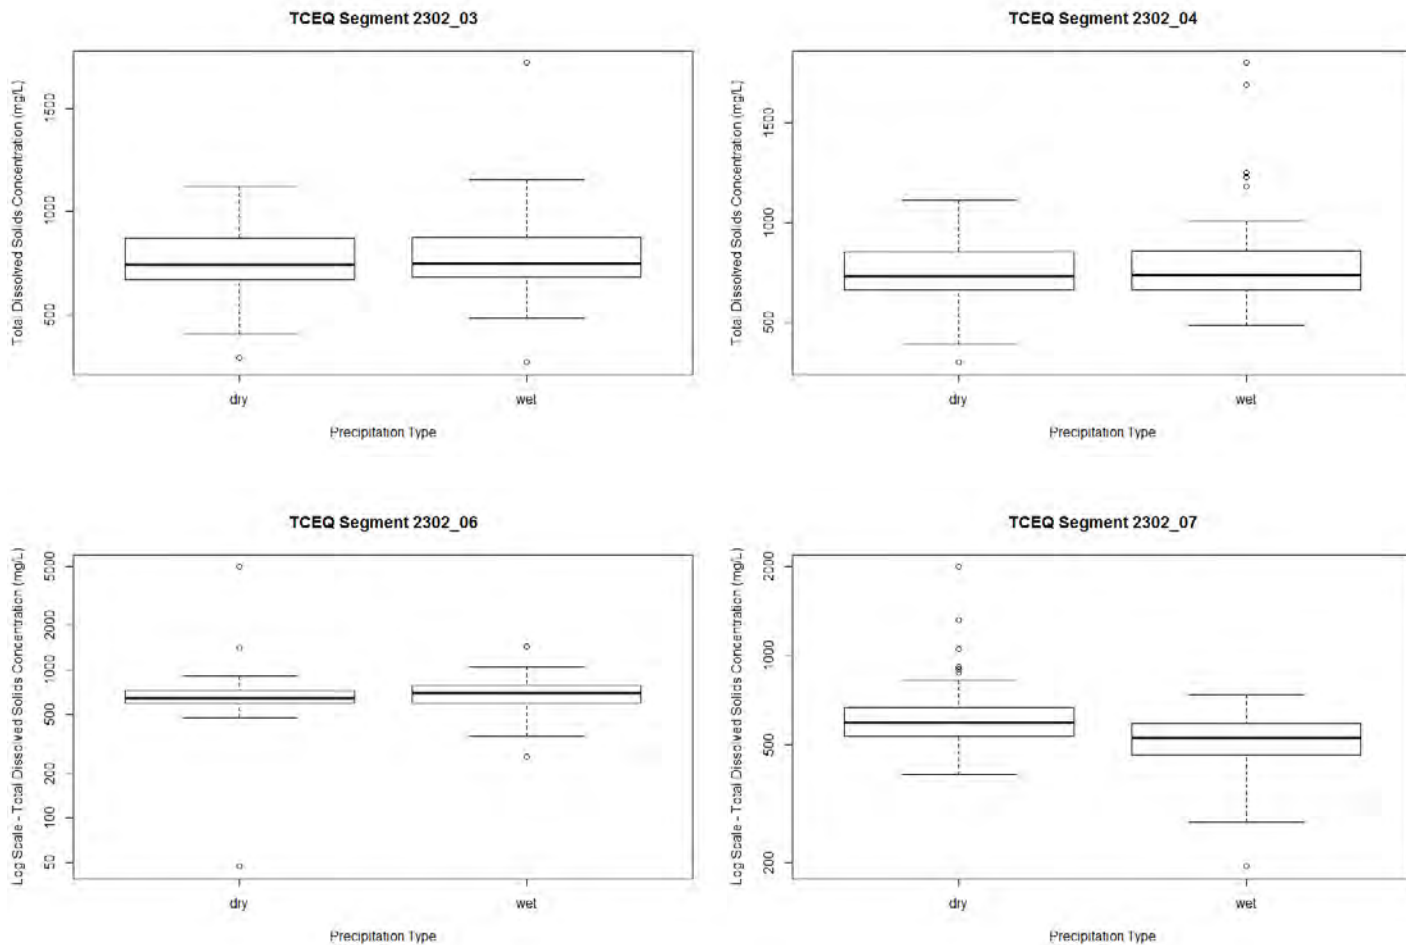 TCEQ Segment 2302_03
Total Dissolved Solids Concentration (mg/L)
1500
1000
500
dry
wet
Precipitation Type
TCEQ Segment 2302_04
Total Dissolved Solids Concentration (mg/L)
1500
1000
500
dry
wet
Precipitation Type
TCEQ Segment 2302_06
Log Scale - Total Dissolved Solids Concentration (mg/L)
5000
2000
1000
500
200
100
50
dry
wet
Precipitation Type
TCEQ Segment 2302_07
Log Scale - Total Dissolved Solids Concentration (mg/L)
2000
1000
500
200
dry
wet
Precipitation Type